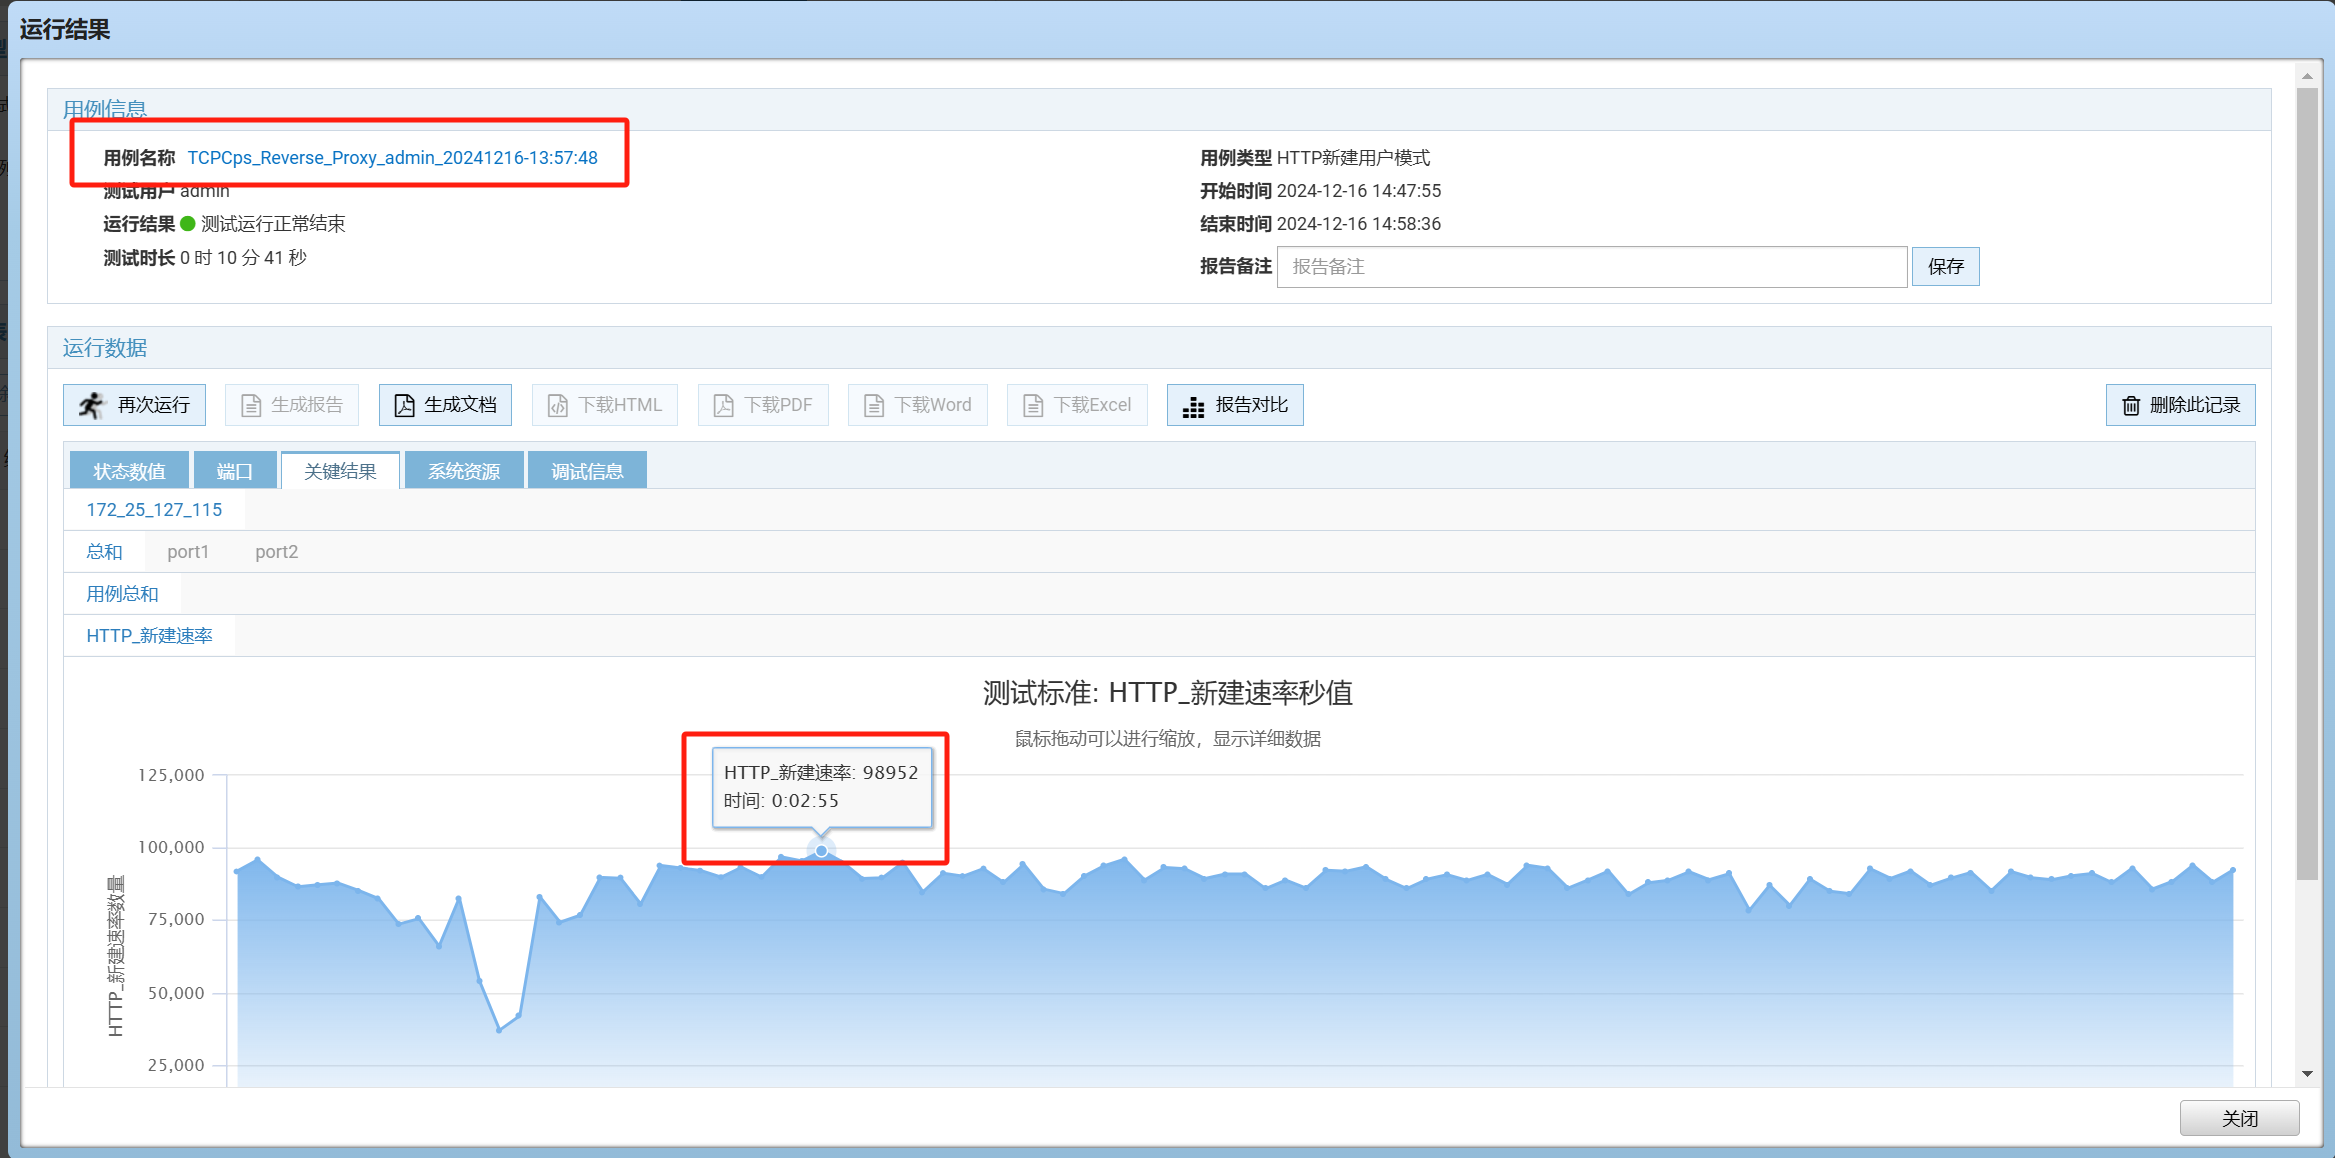 运行结果
用例信息
用例名称 TCPCps_Reverse_Proxy_admin_20241216-13:57:48
用例类型 HTTP新建用户模式
测试用户 admin
开始时间 2024-12-16 14:47:55
运行结果 测试运行正常结束
结束时间 2024-12-16 14:58:36
测试时长 0 时 10 分 41 秒
报告备注 报告备注 保存
运行数据
再次运行 生成报告 生成文档 下载HTML 下载PDF 下载Word 下载Excel 报告对比 删除此记录
状态数值 端口 关键结果 系统资源 调试信息
172_25_127_115
总和 port1 port2
用例总和
HTTP_新建速率
测试标准: HTTP_新建速率秒值
鼠标拖动可以进行缩放，显示详细数据
HTTP_新建速率: 98952
时间: 0:02:55
125,000
100,000
75,000
50,000
25,000
HTTP_新建速率数量
关闭